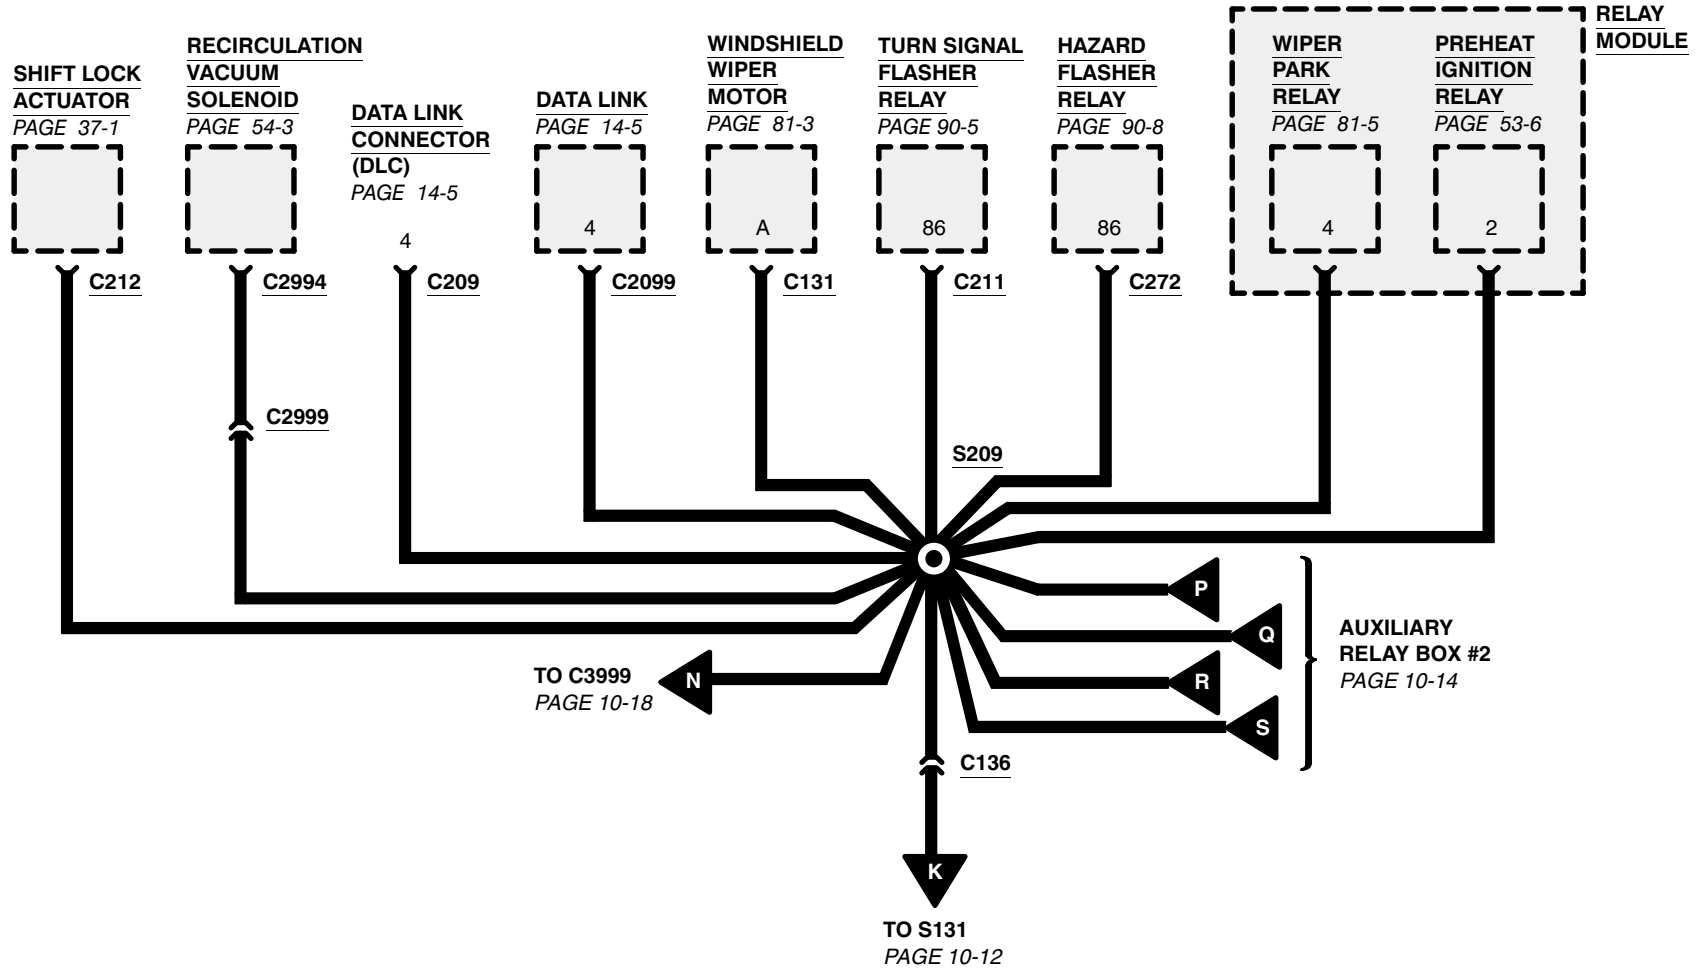 SHIFT LOCK
ACTUATOR
PAGE 37-1
RECIRCULATION
VACUUM
SOLENOID
PAGE 54-3
DATA LINK
CONNECTOR
(DLC)
PAGE 14-5
DATA LINK
PAGE 14-5
WINDSHIELD
WIPER
MOTOR
PAGE 81-3
TURN SIGNAL
FLASHER
RELAY
PAGE 90-5
HAZARD
FLASHER
RELAY
PAGE 90-8
WIPER
PARK
RELAY
PAGE 81-5
PREHEAT
IGNITION
RELAY
PAGE 53-6
RELAY
MODULE
4
4
A
86
86
4
2
C212
C2994
C209
C2099
C131
C211
C272
C2999
S209
P
Q
R
S
AUXILIARY
RELAY BOX #2
PAGE 10-14
TO C3999
PAGE 10-18
N
C136
K
TO S131
PAGE 10-12